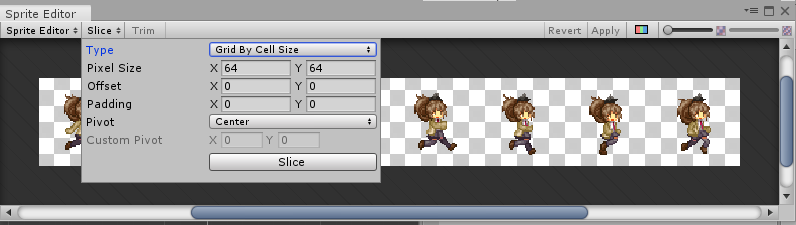 Sprite Editor
Sprite Editor Slice Trim Revert Apply
Type Grid By Cell Size
Pixel Size X 64 Y 64
Offset X 0 Y 0
Padding X 0 Y 0
Pivot Center
Custom Pivot X 0 Y 0
Slice